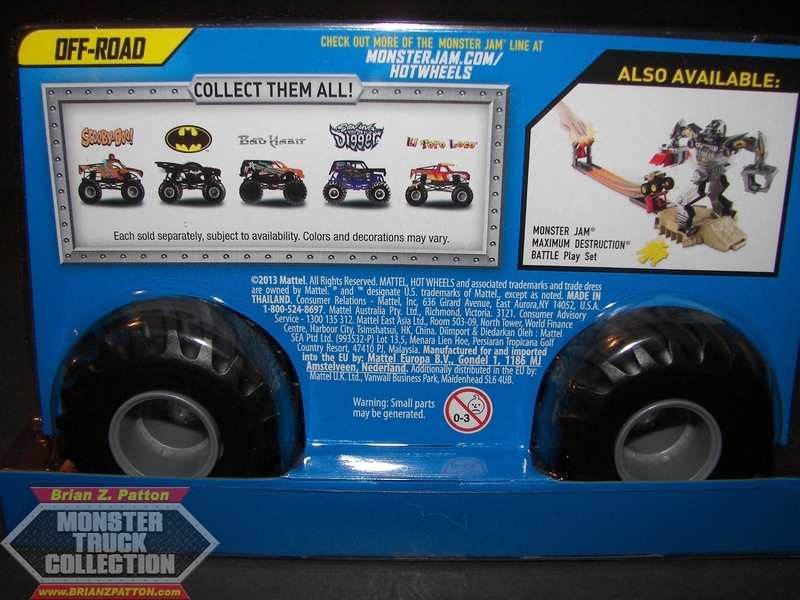 OFF-ROAD
CHECK OUT MORE OF THE MONSTER JAM® LINE AT
MONSTERJAM.COM/
HOTWHEELS
COLLECT THEM ALL!
SCOOBY-DOO!
Bad Habit
Son uva
Digger
El Toro Loco
Each sold separately, subject to availability. Colors and decorations may vary.
ALSO AVAILABLE:
MONSTER JAM®
MAXIMUM DESTRUCTION®
BATTLE Play Set
©2013 Mattel. All Rights Reserved. MATTEL, HOT WHEELS and associated trademarks and trade dress
are owned by Mattel. ® and ™ designate U.S. trademarks of Mattel, except as noted. MADE IN
THAILAND. Consumer Relations - Mattel, Inc, 636 Girard Avenue, East Aurora,NY 14052, U.S.A.
1-800-524-8697. Mattel Australia Pty. Ltd., Richmond, Victoria. 3121. Consumer Advisory
Service - 1300 135 312. Mattel East Asia Ltd., Room 503-09, North Tower, World Finance
Centre, Harbour City, Tsimshatsui, HK, China. Diimport & Diedarkan Oleh : Mattel
SEA Ptd Ltd. (993532-P) Lot 13.5, Menara Lien Hoe, Persiaran Tropicana Golf
Country Resort, 47410 PJ, Malaysia. Manufactured for and imported
into the EU by: Mattel Europa B.V., Gondel 1, 1186 MJ
Amstelveen, Nederland. Additionally distributed in the EU by:
Mattel U.K. Ltd., Vanwall Business Park, Maidenhead SL6 4UB.
Warning: Small parts
may be generated.
0-3
Brian Z. Patton
MONSTER
TRUCK
COLLECTION
www.BRIANZPATTON.com